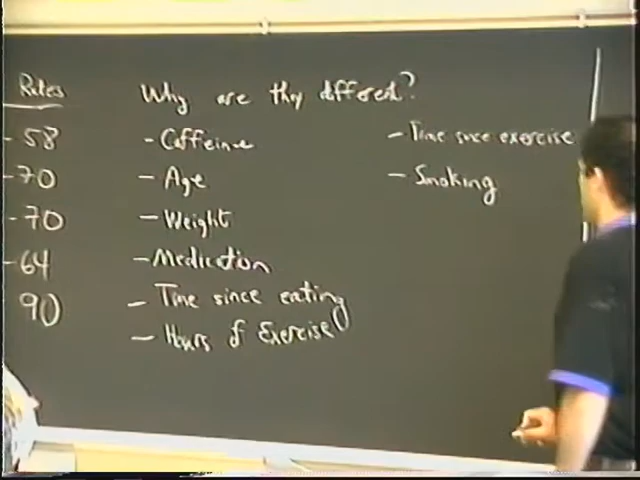 Rates
- 58
- 70
- 70
- 64
90
Why are they different?
- Caffeine
- Age
- Weight
- Medication
- Time since eating
- Hours of Exercise
- Time since exercise
- Smoking